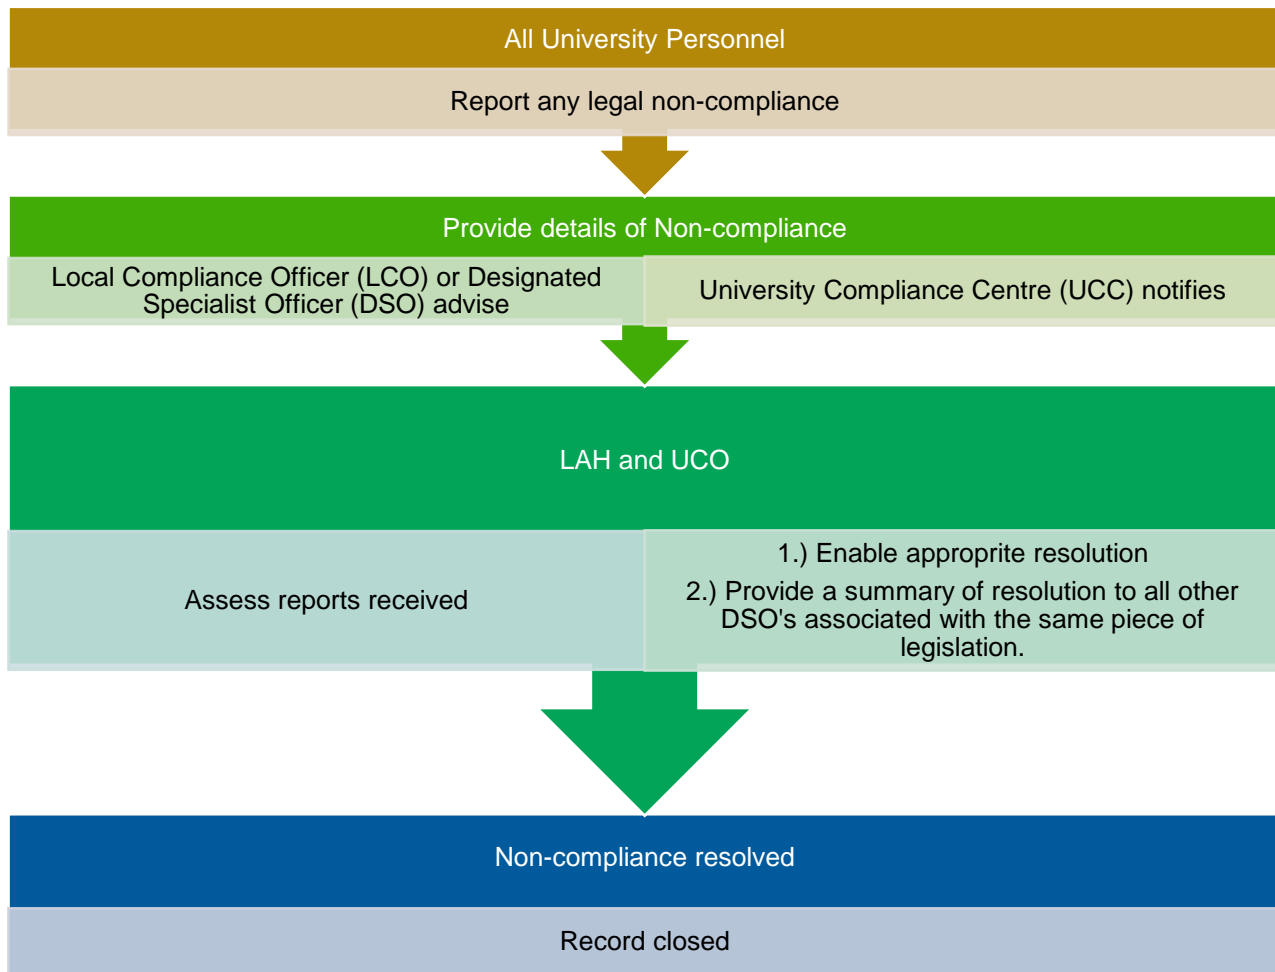 All University Personnel
Report any legal non-compliance
Provide details of Non-compliance
Local Compliance Officer (LCO) or Designated
Specialist Officer (DSO) advise
University Compliance Centre (UCC) notifies
LAH and UCO
Assess reports received
1.) Enable approprite resolution
2.) Provide a summary of resolution to all other
DSO's associated with the same piece of
legislation.
Non-compliance resolved
Record closed